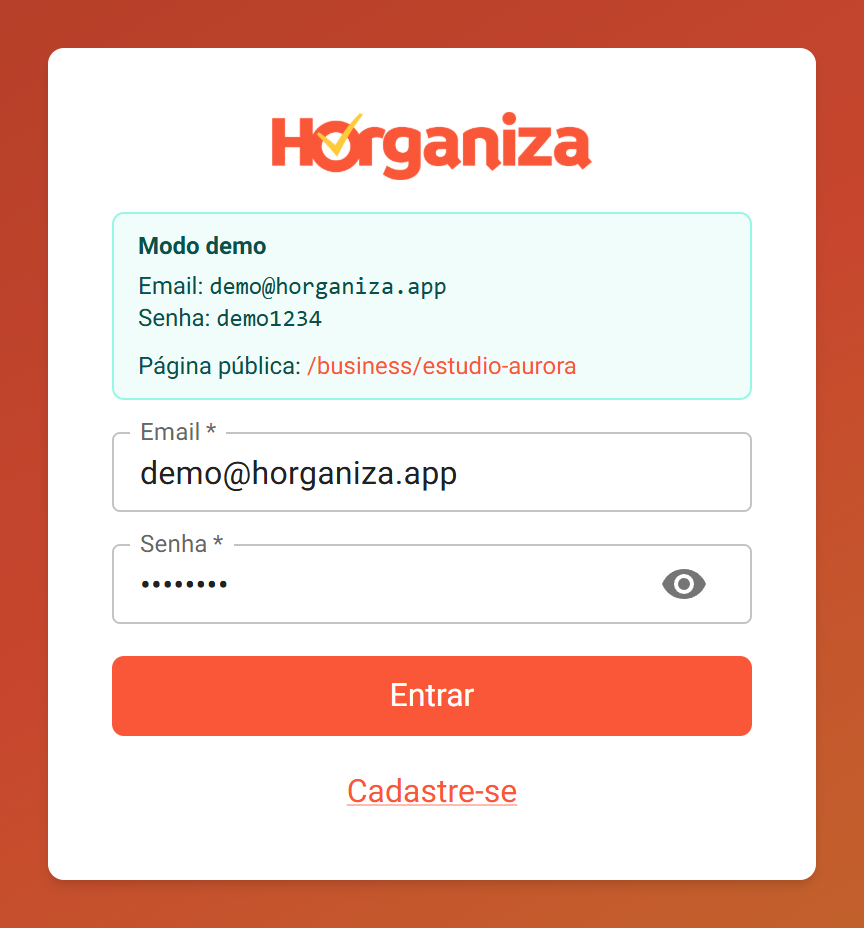 Horganiza
Modo demo
Email: demo@horganiza.app
Senha: demo1234
Página pública: /business/estudio-aurora
Email *
demo@horganiza.app
Senha *
••••••••
Entrar
Cadastre-se